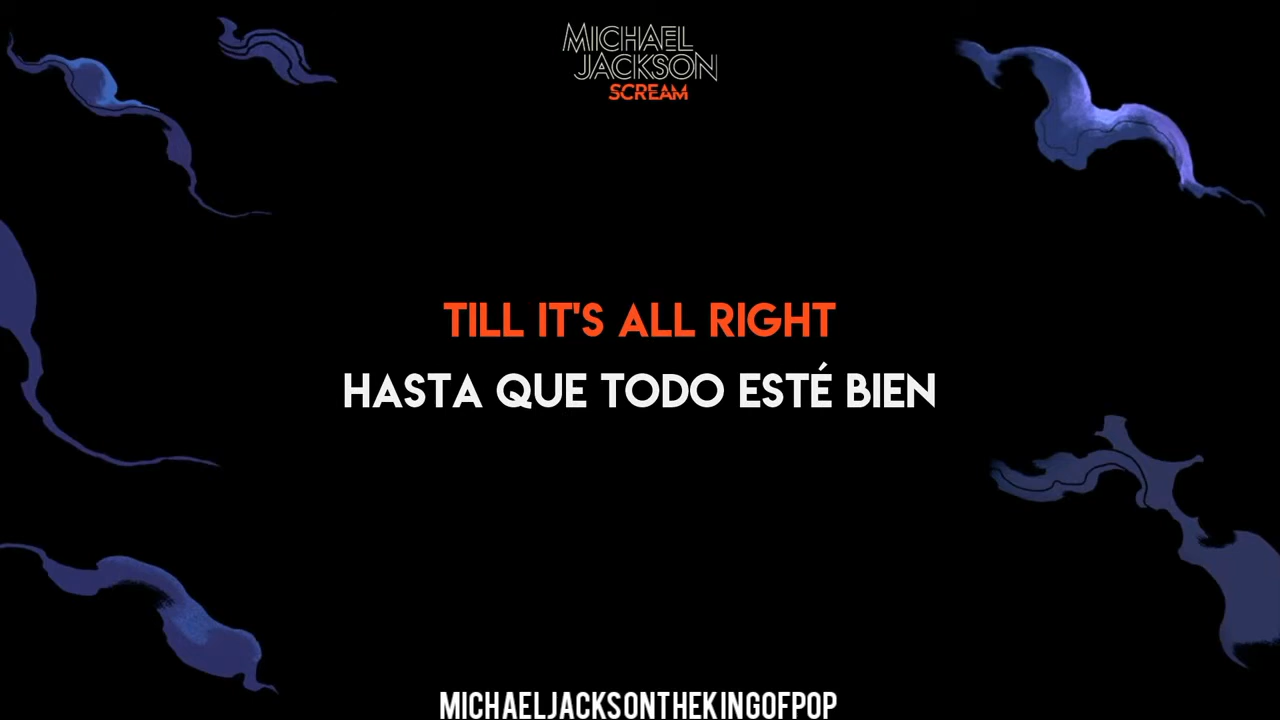 MICHAEL
JACKSON
SCREAM
TILL IT'S ALL RIGHT
HASTA QUE TODO ESTÉ BIEN
MICHAELJACKSONTHEKINGOFPOP